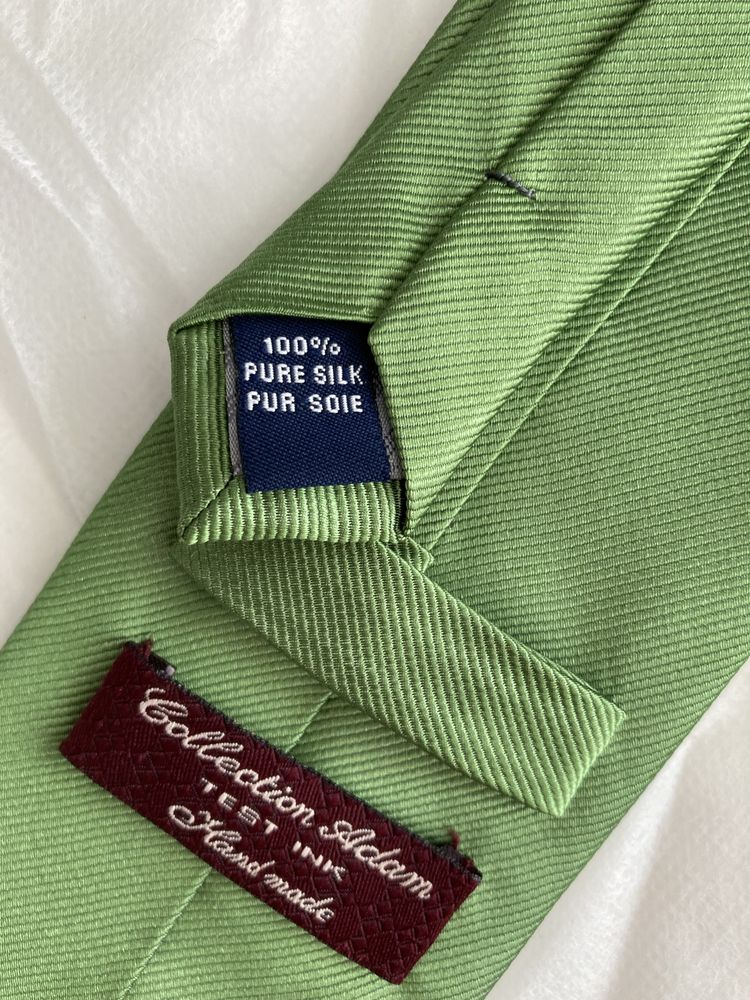 100%
PURE SILK
PUR SOIE
Collection Adam
TEST INK
Hand made